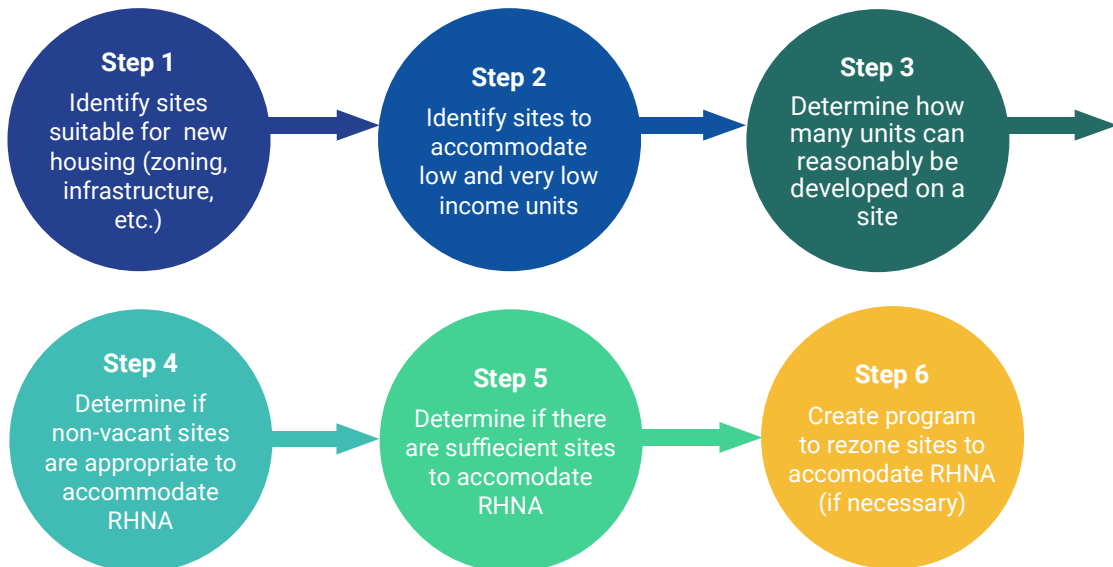 Step 1
Identify sites
suitable for new
housing (zoning,
infrastructure,
etc.)
Step 2
Identify sites to
accommodate
low and very low
income units
Step 3
Determine how
many units can
reasonably be
developed on a
site
Step 4
Determine if
non-vacant sites
are appropriate to
accommodate
RHNA
Step 5
Determine if there
are suffiecient sites
to accomodate
RHNA
Step 6
Create program
to rezone sites to
accomodate RHNA
(if necessary)